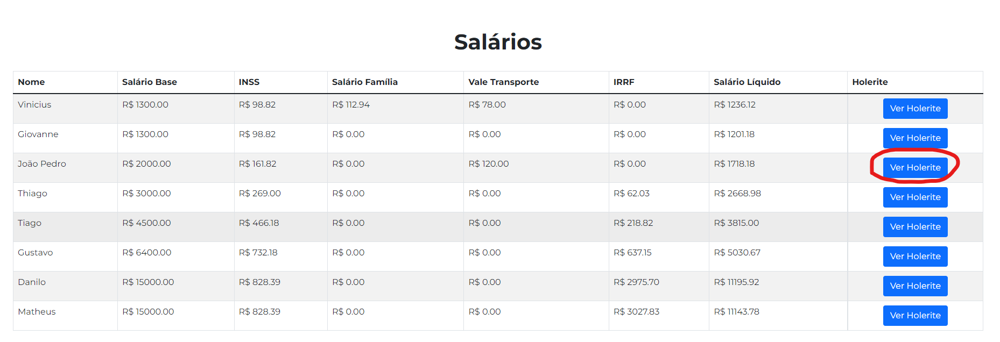 Salários
Nome Salário Base INSS Salário Família Vale Transporte IRRF Salário Líquido Holerite
Vinicius R$ 1300.00 R$ 98.82 R$ 112.94 R$ 78.00 R$ 0.00 R$ 1236.12 Ver Holerite
Giovanne R$ 1300.00 R$ 98.82 R$ 0.00 R$ 0.00 R$ 0.00 R$ 1201.18 Ver Holerite
João Pedro R$ 2000.00 R$ 161.82 R$ 0.00 R$ 120.00 R$ 0.00 R$ 1718.18 Ver Holerite
Thiago R$ 3000.00 R$ 269.00 R$ 0.00 R$ 0.00 R$ 62.03 R$ 2668.98 Ver Holerite
Tiago R$ 4500.00 R$ 466.18 R$ 0.00 R$ 0.00 R$ 218.82 R$ 3815.00 Ver Holerite
Gustavo R$ 6400.00 R$ 732.18 R$ 0.00 R$ 0.00 R$ 637.15 R$ 5030.67 Ver Holerite
Danilo R$ 15000.00 R$ 828.39 R$ 0.00 R$ 0.00 R$ 2975.70 R$ 11195.92 Ver Holerite
Matheus R$ 15000.00 R$ 828.39 R$ 0.00 R$ 0.00 R$ 3027.83 R$ 11143.78 Ver Holerite